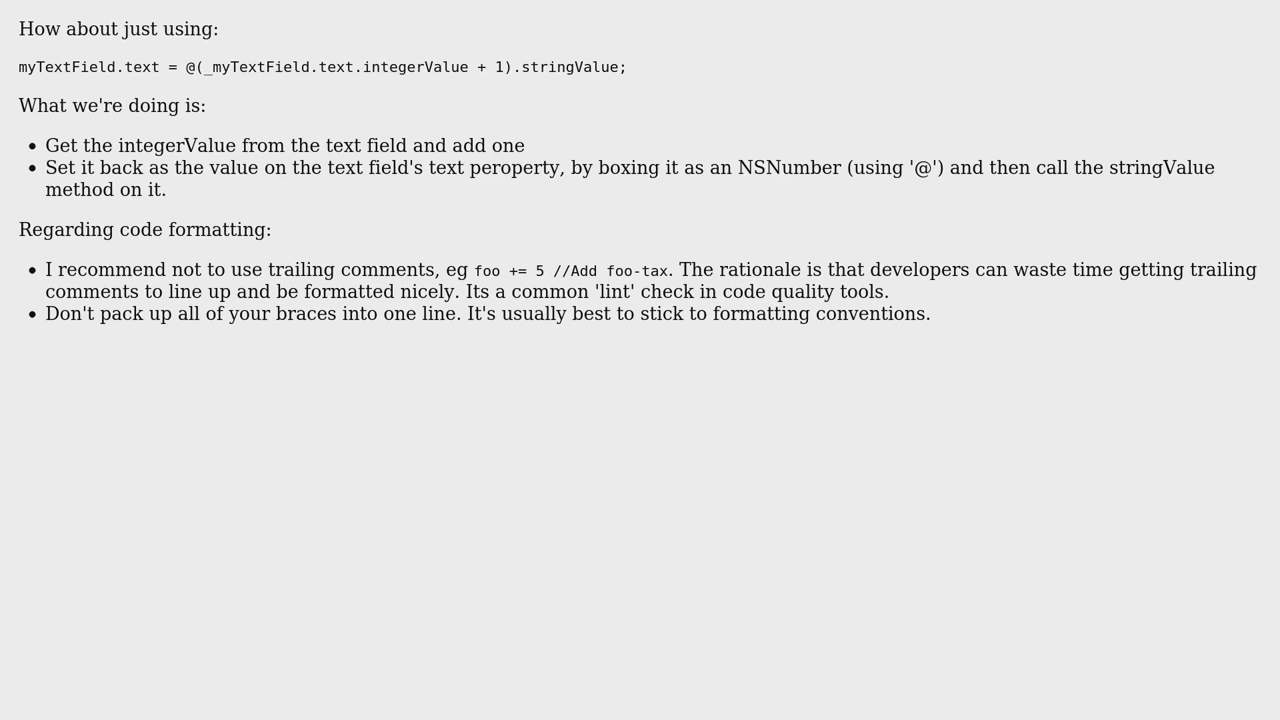 How about just using:
myTextField.text = @(_myTextField.text.integerValue + 1).stringValue;
What we're doing is:
• Get the integerValue from the text field and add one
• Set it back as the value on the text field's text peroperty, by boxing it as an NSNumber (using '@') and then call the stringValue
method on it.
Regarding code formatting:
• I recommend not to use trailing comments, eg foo += 5 //Add foo-tax. The rationale is that developers can waste time getting trailing
comments to line up and be formatted nicely. Its a common 'lint' check in code quality tools.
• Don't pack up all of your braces into one line. It's usually best to stick to formatting conventions.